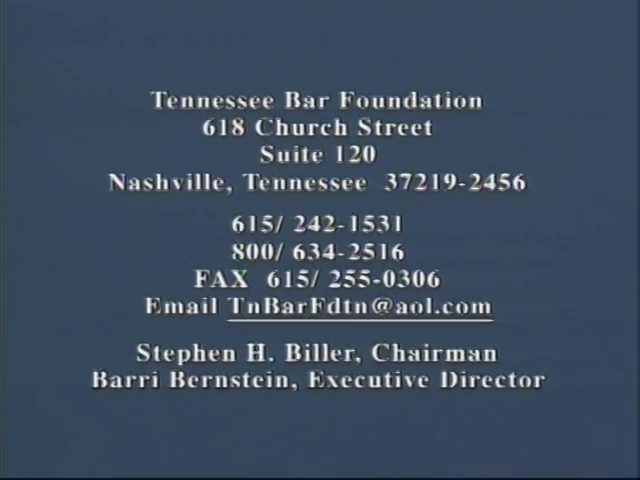 Tennessee Bar Foundation
618 Church Street
Suite 120
Nashville, Tennessee 37219-2456
615/ 242-1531
800/ 634-2516
FAX 615/ 255-0306
Email TnBarFdtn@aol.com
Stephen H. Biller, Chairman
Barri Bernstein, Executive Director